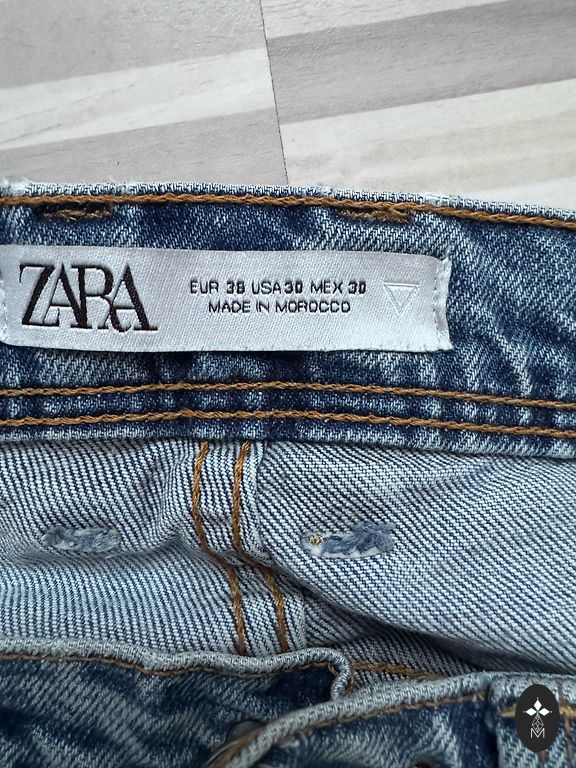 ZARA
EUR 38 USA 30 MEX 30
MADE IN MOROCCO
M